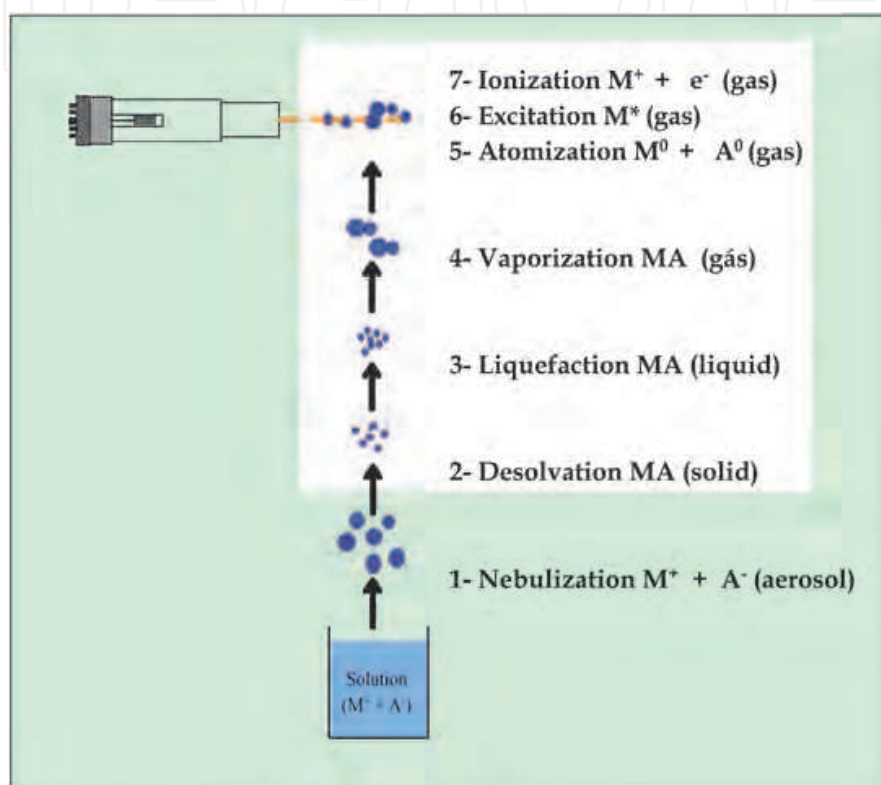 7- Ionization M⁺ + e⁻ (gas)
6- Excitation M* (gas)
5- Atomization M⁰ + A⁰ (gas)
4- Vaporization MA (gás)
3- Liquefaction MA (liquid)
2- Desolvation MA (solid)
1- Nebulization M⁺ + A⁻ (aerosol)
Solution
(M⁺ + A⁻)